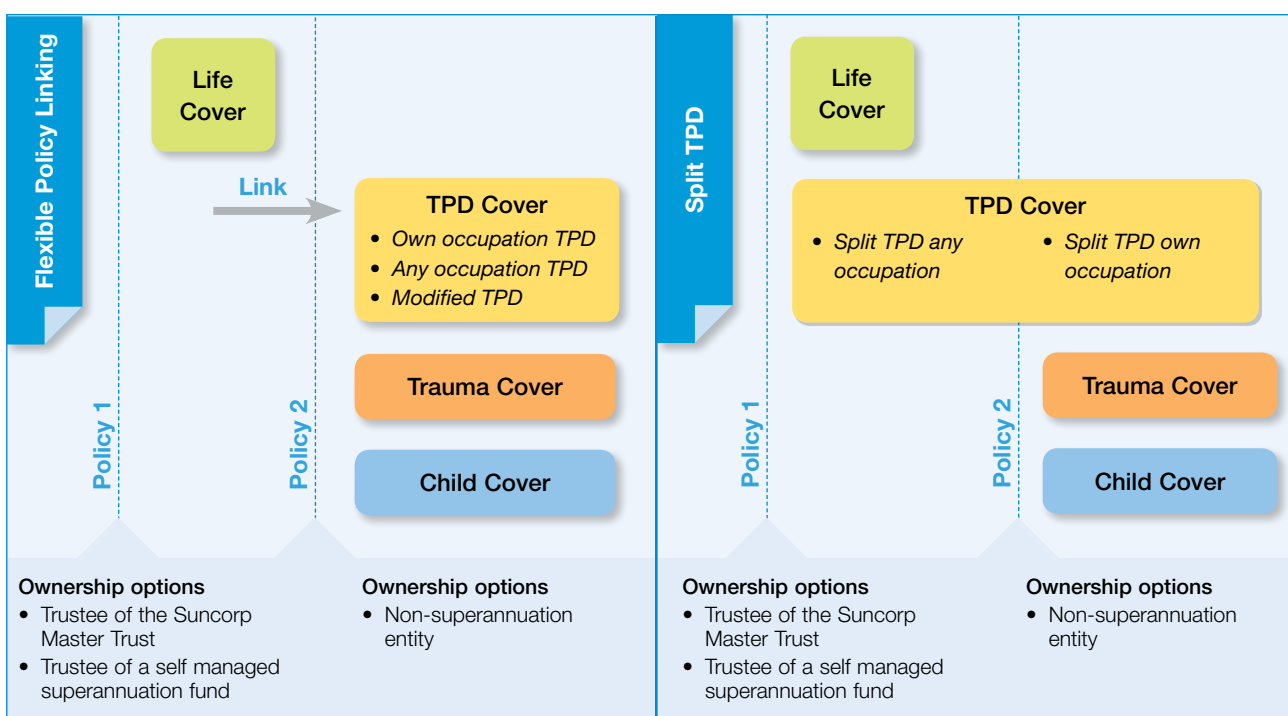 Flexible Policy Linking
Life
Cover
Link
TPD Cover
• Own occupation TPD
• Any occupation TPD
• Modified TPD
Trauma Cover
Child Cover
Policy 1
Policy 2
Ownership options
• Trustee of the Suncorp
Master Trust
• Trustee of a self managed
superannuation fund
Ownership options
• Non-superannuation
entity
Split TPD
Life
Cover
TPD Cover
• Split TPD any
occupation
• Split TPD own
occupation
Trauma Cover
Child Cover
Policy 1
Policy 2
Ownership options
• Trustee of the Suncorp
Master Trust
• Trustee of a self managed
superannuation fund
Ownership options
• Non-superannuation
entity